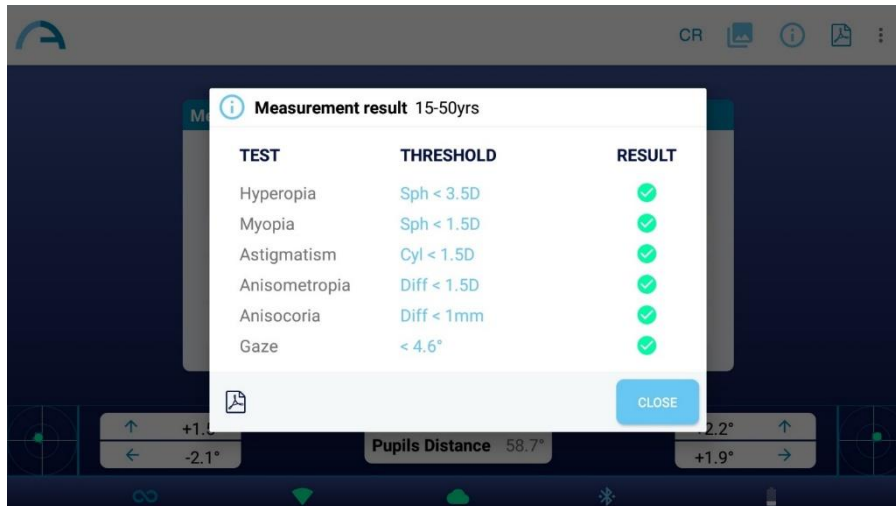 CR
Measurement result 15-50yrs
TEST THRESHOLD RESULT
Hyperopia Sph < 3.5D
Myopia Sph < 1.5D
Astigmatism Cyl < 1.5D
Anisometropia Diff < 1.5D
Anisocoria Diff < 1mm
Gaze < 4.6°
CLOSE
-2.1°
Pupils Distance 58.7°
+1.9°